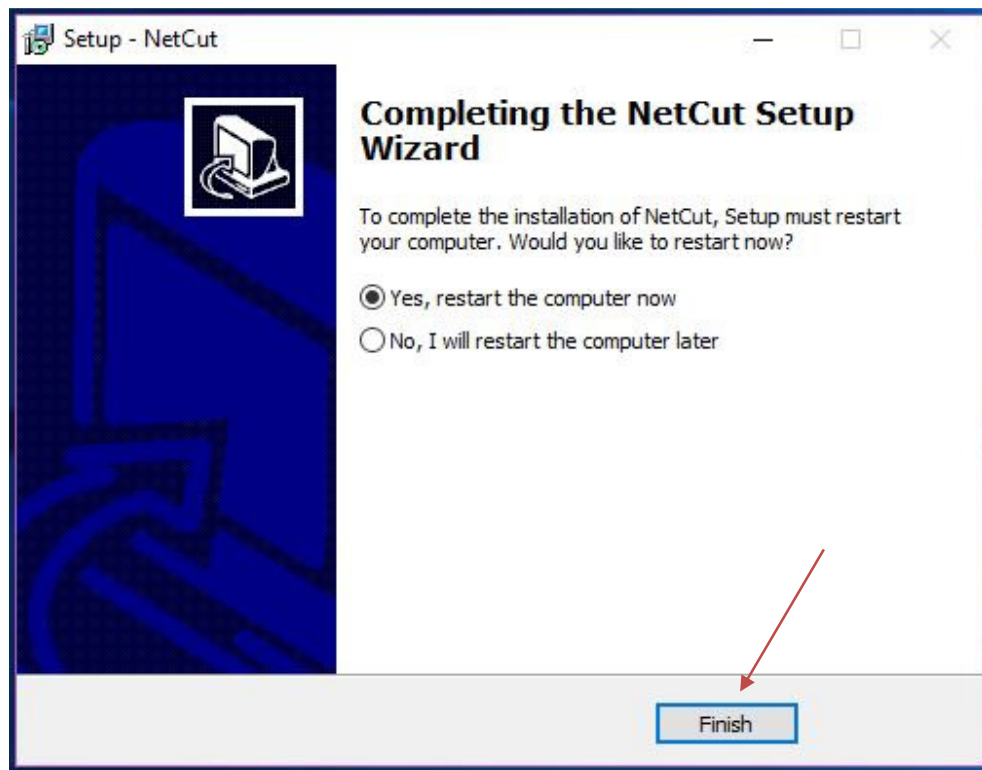 Setup - NetCut
Completing the NetCut Setup
Wizard
To complete the installation of NetCut, Setup must restart
your computer. Would you like to restart now?
Yes, restart the computer now
No, I will restart the computer later
Finish